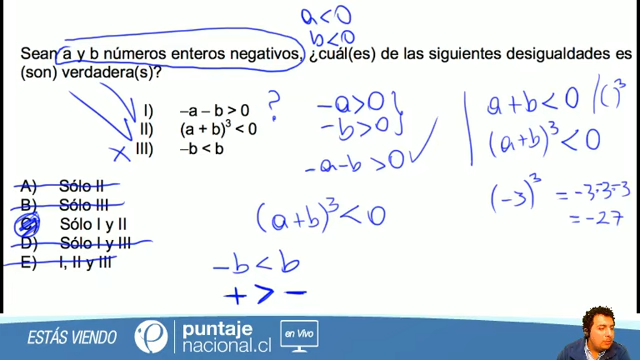 a<0
b<0
Sean a y b números enteros negativos, ¿cuál(es) de las siguientes desigualdades es
(son) verdadera(s)?
I) –a – b > 0 ?
II) (a + b)³ < 0
x III) –b < b
A) Sólo II
B) Sólo III
C) Sólo I y II
D) Sólo I y III
E) I, II y III
-a>0}
-b>0}
-a-b>0 ✓
(a+b)³<0
-b<b
+ > -
a+b<0 /( )³
(a+b)³<0
(-3)³ = -3·-3·-3
= -27
ESTÁS VIENDO
puntaje
nacional.cl
en Vivo